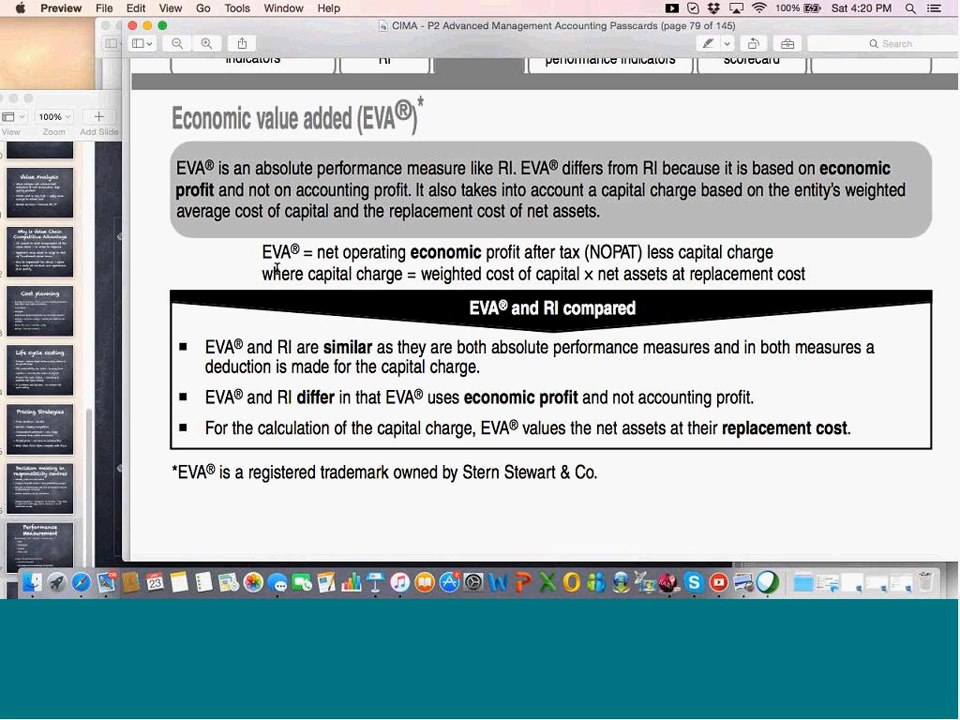 Preview File Edit View Go Tools Window Help 100% Sat 4:20 PM
CIMA - P2 Advanced Management Accounting Passcards (page 79 of 145)
Search
indicators RI performance indicators scorecard
100%
View Zoom Add Slide
Economic value added (EVA®)*
EVA® is an absolute performance measure like RI. EVA® differs from RI because it is based on economic
profit and not on accounting profit. It also takes into account a capital charge based on the entity's weighted
average cost of capital and the replacement cost of net assets.
EVA® = net operating economic profit after tax (NOPAT) less capital charge
where capital charge = weighted cost of capital x net assets at replacement cost
EVA® and RI compared
■ EVA® and RI are similar as they are both absolute performance measures and in both measures a
deduction is made for the capital charge.
■ EVA® and RI differ in that EVA® uses economic profit and not accounting profit.
■ For the calculation of the capital charge, EVA® values the net assets at their replacement cost.
*EVA® is a registered trademark owned by Stern Stewart & Co.
Value Analysis
Why is Value Chain
Competitive Advantage
Cost planning
Life cycle costing
Pricing Strategies
Decision making in
responsibility centres
Performance
Measurement
23